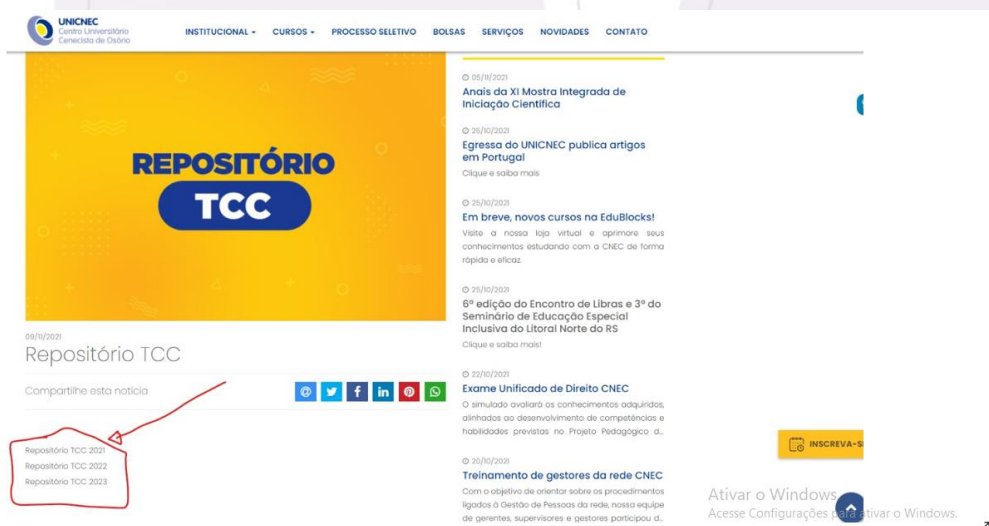 UNICNEC
Centro Universitário
Cenecista de Osório
INSTITUCIONAL
CURSOS
PROCESSO SELETIVO
BOLSAS
SERVIÇOS
NOVIDADES
CONTATO
REPOSITÓRIO
TCC
09/11/2021
Repositório TCC
Compartilhe esta notícia
Repositório TCC 2021
Repositório TCC 2022
Repositório TCC 2023
05/11/2021
Anais da XI Mostra Integrada de
Iniciação Científica
25/10/2021
Egressa do UNICNEC publica artigos
em Portugal
Clique e saiba mais
25/10/2021
Em breve, novos cursos na EduBlocks!
Visite a nossa loja virtual e aprimore seus
conhecimentos estudando com a CNEC de forma
rápida e eficaz.
25/10/2021
6ª edição do Encontro de Libras e 3º do
Seminário de Educação Especial
Inclusiva do Litoral Norte do RS
Clique e saiba mais!
22/10/2021
Exame Unificado de Direito CNEC
O simulado avaliará os conhecimentos adquiridos,
alinhados ao desenvolvimento de competências e
habilidades previstas no Projeto Pedagógico d...
20/10/2021
Treinamento de gestores da rede CNEC
Com o objetivo de orientar sobre os procedimentos
ligados à Gestão de Pessoas da rede, nossa equipe
de gerentes, supervisores e gestores participou d...
INSCREVA-S
Ativar o Windows
Acesse Configurações para ativar o Windows.